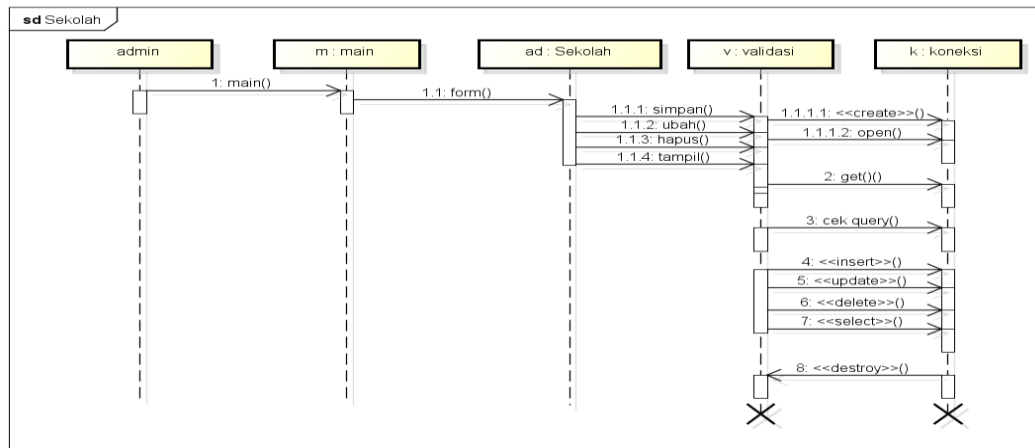 sd Sekolah
admin
m : main
ad : Sekolah
v : validasi
k : koneksi
1: main()
1.1: form()
1.1.1: simpan()
1.1.1.1: <<create>>()
1.1.2: ubah()
1.1.1.2: open()
1.1.3: hapus()
1.1.4: tampil()
2: get()()
3: cek query()
4: <<insert>>()
5: <<update>>()
6: <<delete>>()
7: <<select>>()
8: <<destroy>>()